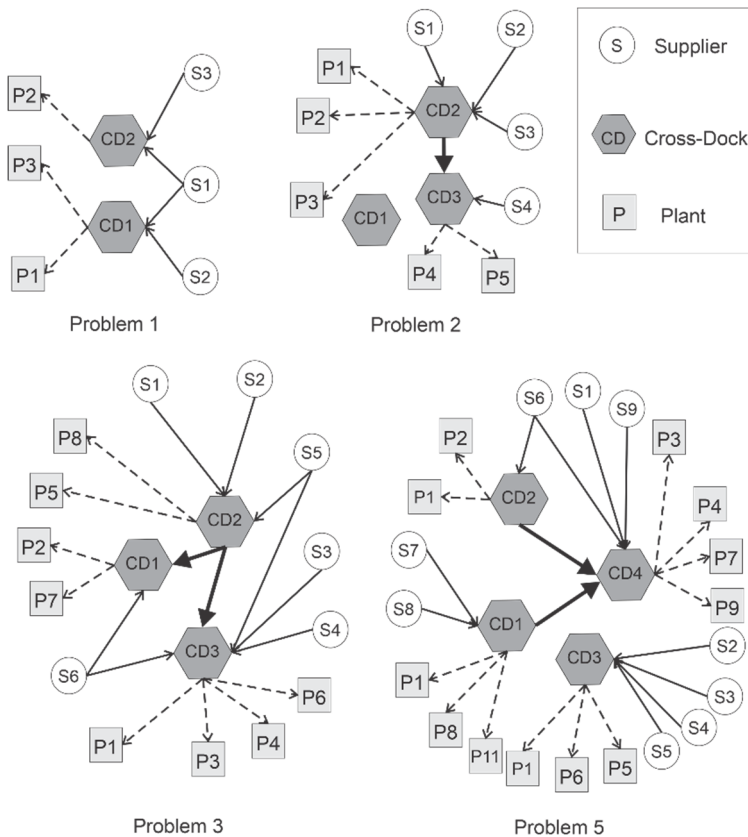 S3
P2
CD2
P3
S1
CD1
P1
S2
Problem 1
S1
S2
P1
CD2
P2
S3
P3
CD3
S4
CD1
P4
P5
Problem 2
S
Supplier
CD
Cross-Dock
P
Plant
S1
S2
P8
S5
P5
CD2
P2
CD1
S3
P7
S4
CD3
S6
P6
P1
P3
P4
Problem 3
S6
S1
S9
P2
P3
P1
CD2
P4
S7
P7
CD4
S8
P9
CD1
S2
CD3
P1
S3
P8
S4
P11
S5
P1
P6
P5
Problem 5